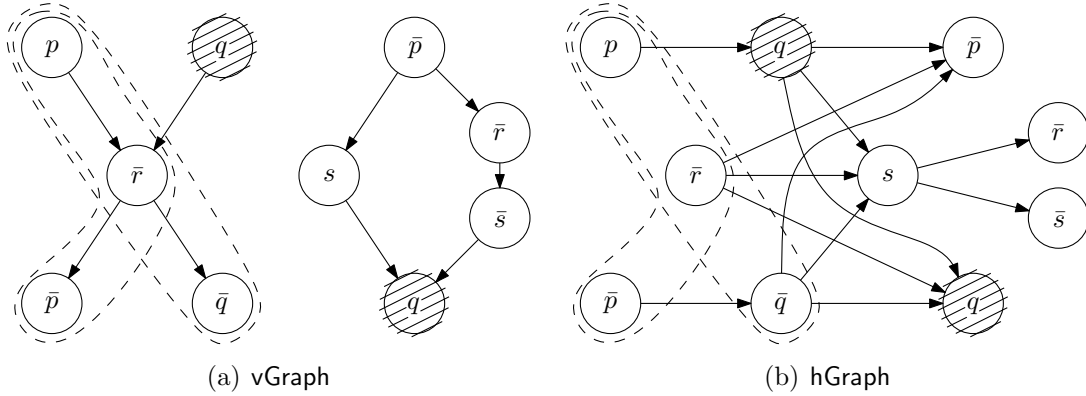 p q p̄ p q p̄
r̄ r̄
r̄ s r̄ s
s̄ s̄
p̄ q̄ q p̄ q̄ q
(a) vGraph (b) hGraph